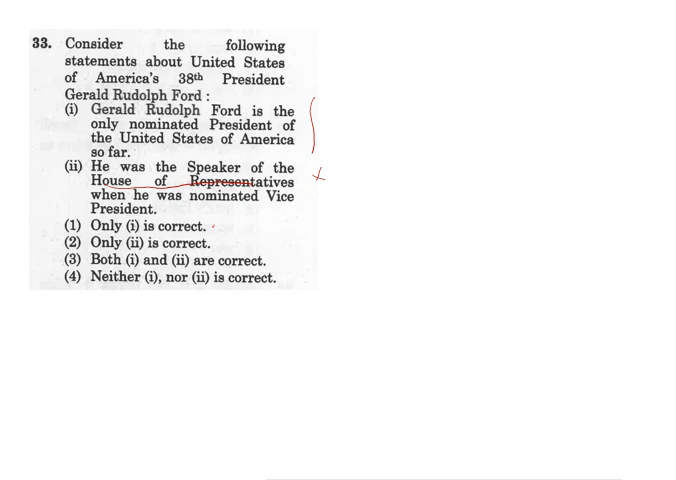 33. Consider the following
statements about United States
of America's 38th President
Gerald Rudolph Ford :
(i) Gerald Rudolph Ford is the
only nominated President of
the United States of America
so far.
(ii) He was the Speaker of the
House of Representatives
when he was nominated Vice
President.
(1) Only (i) is correct.
(2) Only (ii) is correct.
(3) Both (i) and (ii) are correct.
(4) Neither (i), nor (ii) is correct.